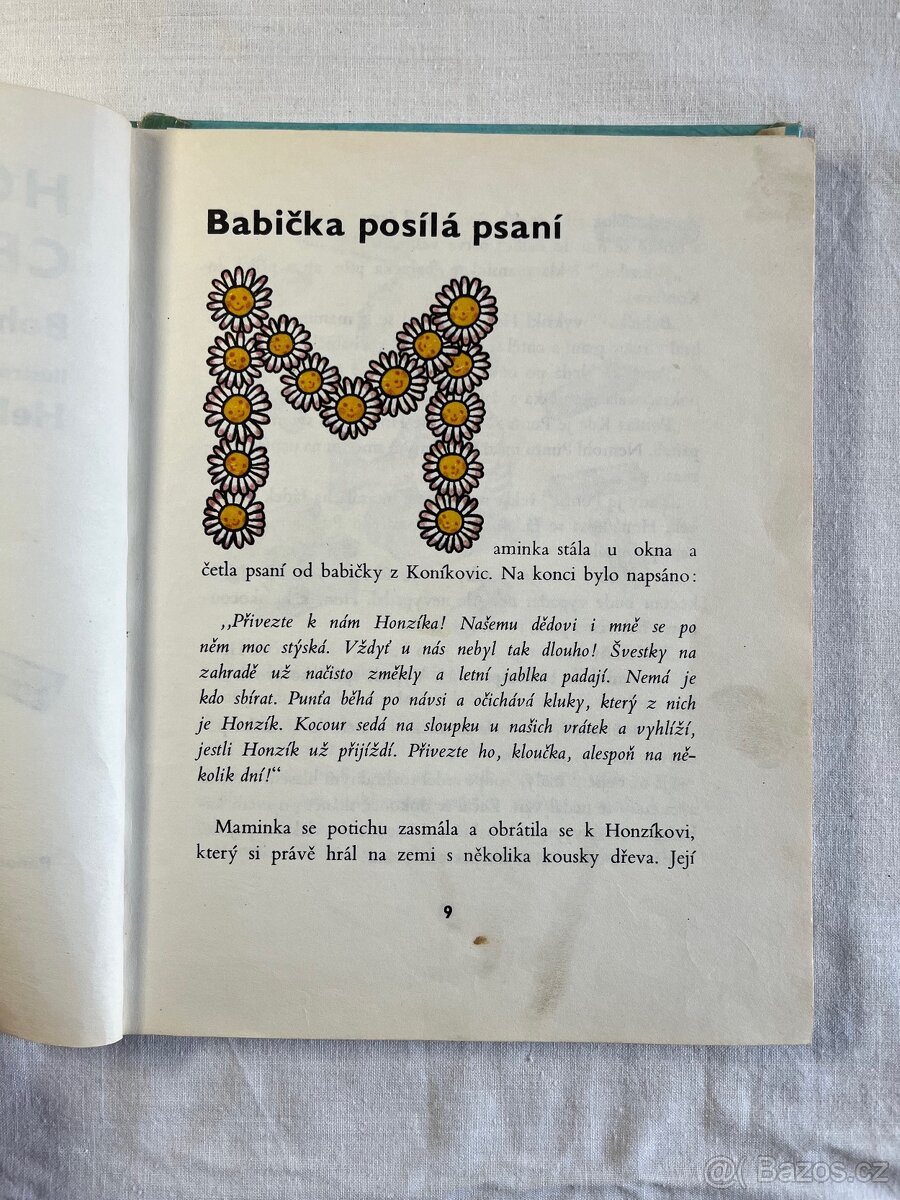 Babička posílá psaní
Maminka stála u okna a
četla psaní od babičky z Koníkovic. Na konci bylo napsáno:
„Přivezte k nám Honzíka! Našemu dědovi i mně se po
něm moc stýská. Vždyť u nás nebyl tak dlouho! Švestky na
zahradě už načisto změkly a letní jablka padají. Nemá je
kdo sbírat. Punťa běhá po návsi a očichává kluky, který z nich
je Honzík. Kocour sedá na sloupku u našich vrátek a vyhlíží,
jestli Honzík už přijíždí. Přivezte ho, kloučka, alespoň na ně-
kolik dní!“
Maminka se potichu zasmála a obrátila se k Honzíkovi,
který si právě hrál na zemi s několika kousky dřeva. Její
9
@( Bazos.cz